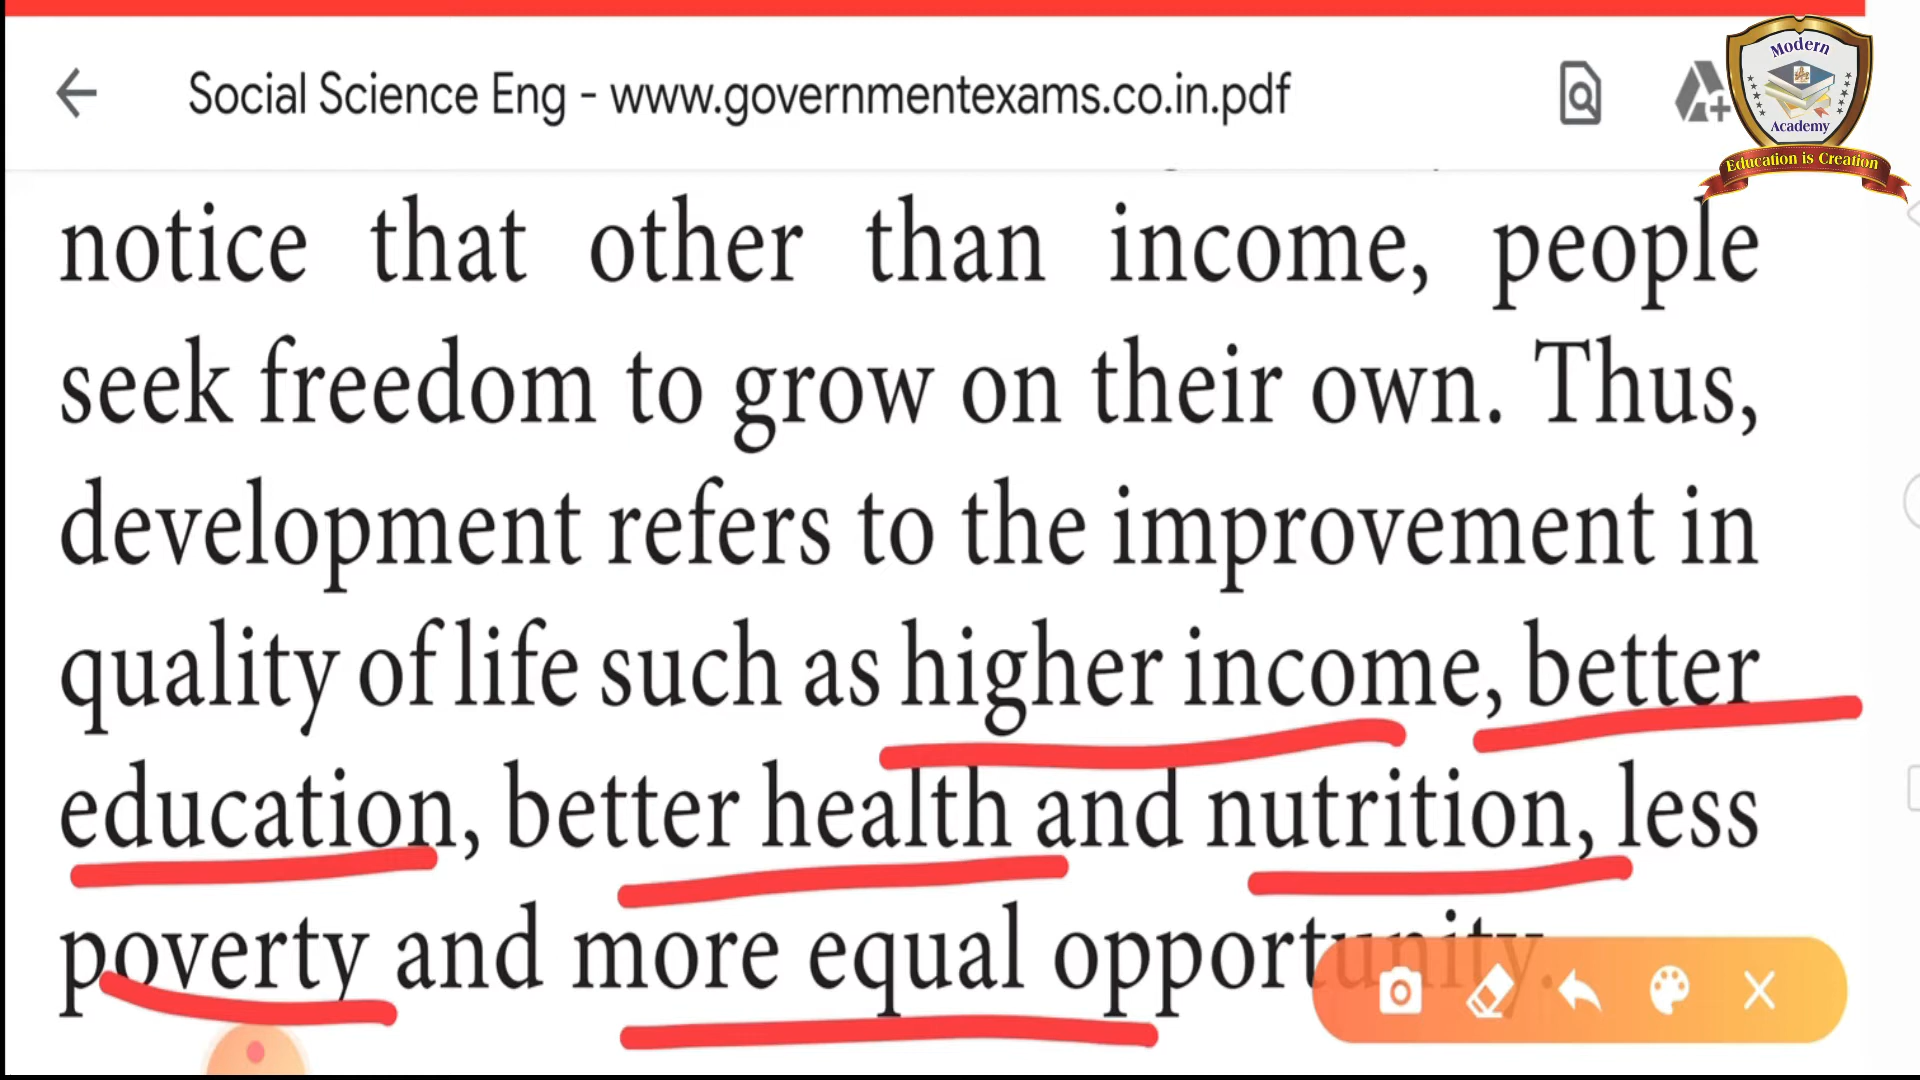 Social Science Eng - www.governmentexams.co.in.pdf
Modern
Academy
Education is Creation
notice that other than income, people
seek freedom to grow on their own. Thus,
development refers to the improvement in
quality of life such as higher income, better
education, better health and nutrition, less
poverty and more equal opportunity.